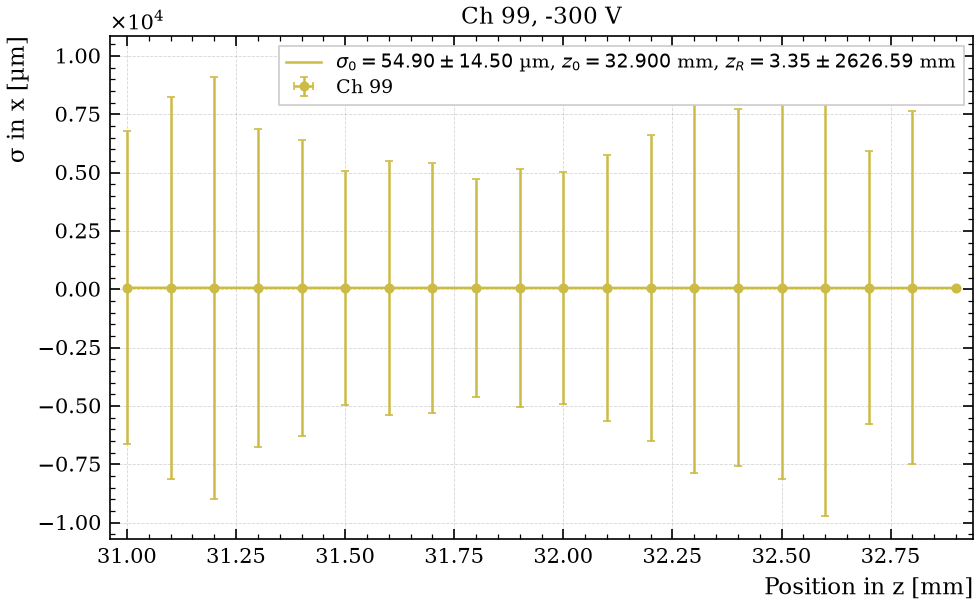 Ch 99, -300 V
×10⁴
σ in x [µm]
σ₀ = 54.90 ± 14.50 µm, z₀ = 32.900 mm, z_R = 3.35 ± 2626.59 mm
Ch 99
1.00
0.75
0.50
0.25
0.00
−0.25
−0.50
−0.75
−1.00
31.00 31.25 31.50 31.75 32.00 32.25 32.50 32.75
Position in z [mm]